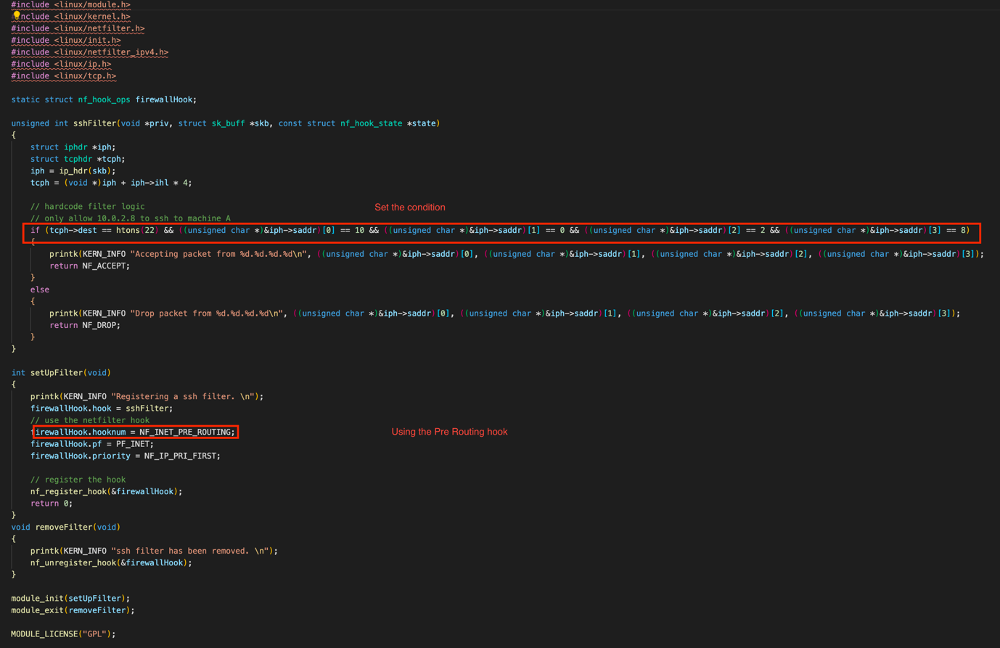 #include <linux/module.h>
#include <linux/kernel.h>
#include <linux/netfilter.h>
#include <linux/init.h>
#include <linux/netfilter_ipv4.h>
#include <linux/ip.h>
#include <linux/tcp.h>
static struct nf_hook_ops firewallHook;
unsigned int sshFilter(void *priv, struct sk_buff *skb, const struct nf_hook_state *state)
{
struct iphdr *iph;
struct tcphdr *tcph;
iph = ip_hdr(skb);
tcph = (void *)iph + iph->ihl * 4;
// hardcode filter logic
Set the condition
// only allow 10.0.2.8 to ssh to machine A
if (tcph->dest == htons(22) && ((unsigned char *)&iph->saddr)[0] == 10 && ((unsigned char *)&iph->saddr)[1] == 0 && ((unsigned char *)&iph->saddr)[2] == 2 && ((unsigned char *)&iph->saddr)[3] == 8)
{
printk(KERN_INFO "Accepting packet from %d.%d.%d.%d\n", ((unsigned char *)&iph->saddr)[0], ((unsigned char *)&iph->saddr)[1], ((unsigned char *)&iph->saddr)[2], ((unsigned char *)&iph->saddr)[3]);
return NF_ACCEPT;
}
else
{
printk(KERN_INFO "Drop packet from %d.%d.%d.%d\n", ((unsigned char *)&iph->saddr)[0], ((unsigned char *)&iph->saddr)[1], ((unsigned char *)&iph->saddr)[2], ((unsigned char *)&iph->saddr)[3]);
return NF_DROP;
}
}
int setUpFilter(void)
{
printk(KERN_INFO "Registering a ssh filter. \n");
firewallHook.hook = sshFilter;
// use the netfilter hook
firewallHook.hooknum = NF_INET_PRE_ROUTING;
Using the Pre Routing hook
firewallHook.pf = PF_INET;
firewallHook.priority = NF_IP_PRI_FIRST;
// register the hook
nf_register_hook(&firewallHook);
return 0;
}
void removeFilter(void)
{
printk(KERN_INFO "ssh filter has been removed. \n");
nf_unregister_hook(&firewallHook);
}
module_init(setUpFilter);
module_exit(removeFilter);
MODULE_LICENSE("GPL");